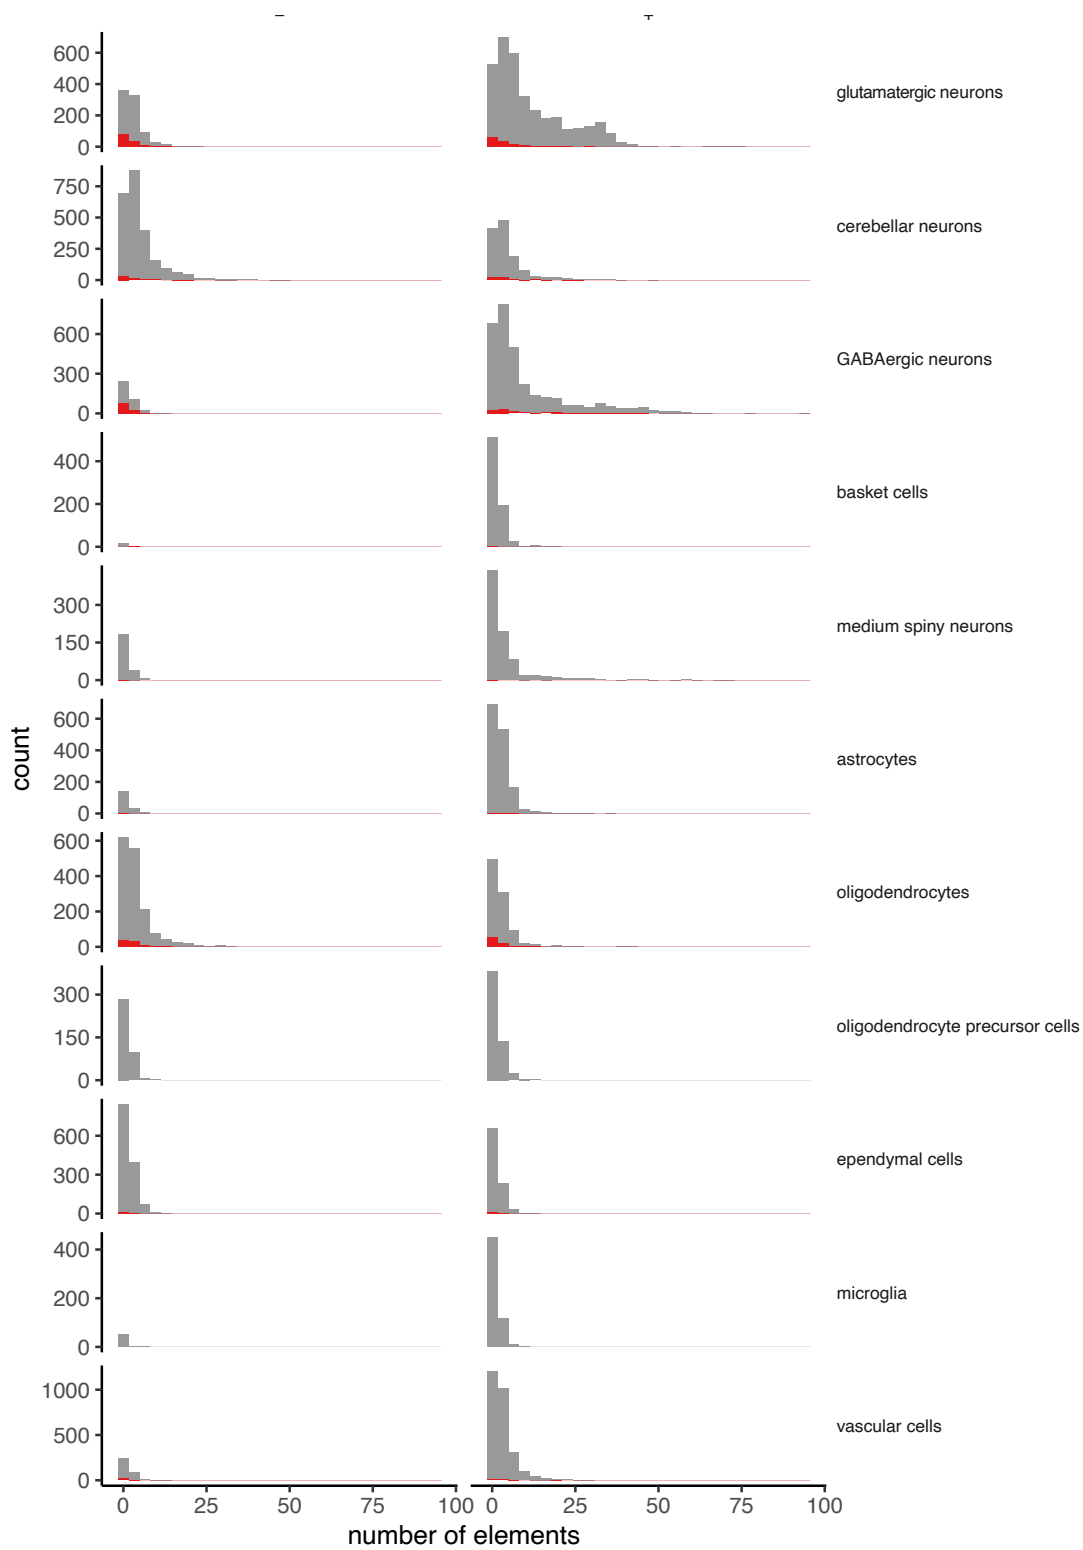 600
400
200
0
glutamatergic neurons
750
500
250
0
cerebellar neurons
600
300
0
GABAergic neurons
400
200
0
basket cells
300
150
0
medium spiny neurons
600
400
200
0
astrocytes
600
400
200
0
oligodendrocytes
300
150
0
oligodendrocyte precursor cells
600
300
0
ependymal cells
400
200
0
microglia
1000
500
0
vascular cells
count
0 25 50 75 100 0 25 50 75 100
number of elements